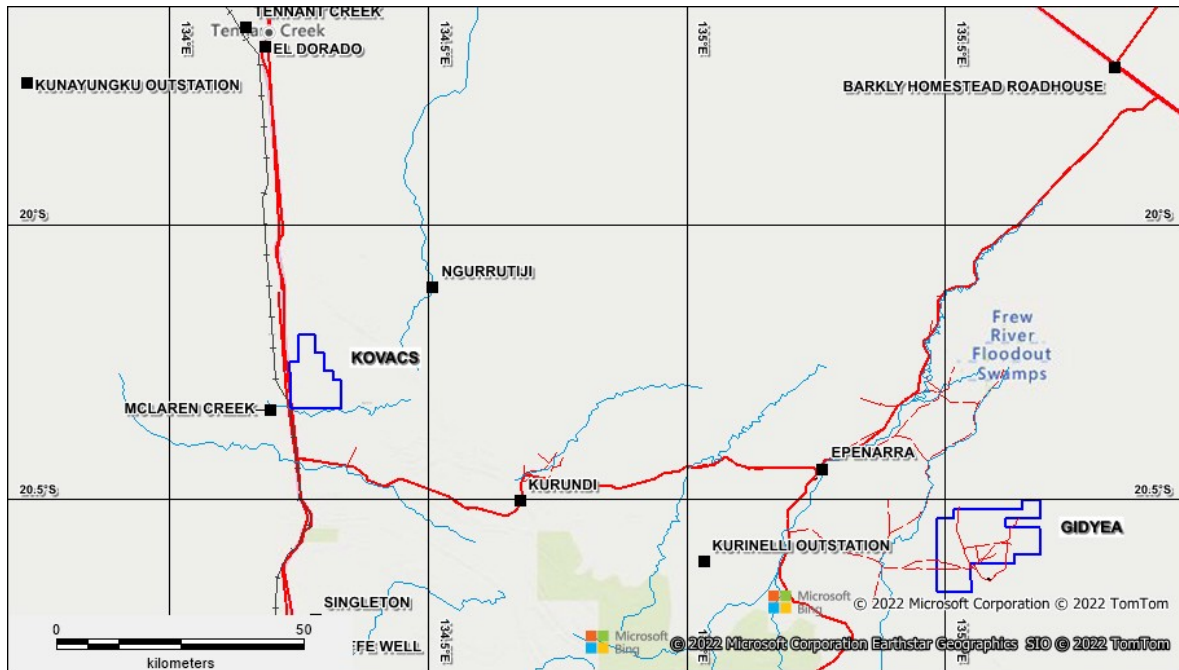 TENNANT CREEK
Tennant Creek
EL DORADO
134°E
134.5°E
135°E
135.5°E
KUNAYUNGKU OUTSTATION
BARKLY HOMESTEAD ROADHOUSE
20°S
20°S
NGURRUTIJI
Frew
River
Floodout
Swamps
KOVACS
MCLAREN CREEK
EPENARRA
KURUNDI
20.5°S
20.5°S
GIDYEA
KURINELLI OUTSTATION
SINGLETON
Microsoft
Bing
© 2022 Microsoft Corporation © 2022 TomTom
0
50
kilometers
FE WELL
134.5°E
Microsoft
Bing
© 2022 Microsoft Corporation Earthstar Geographics SIO © 2022 TomTom